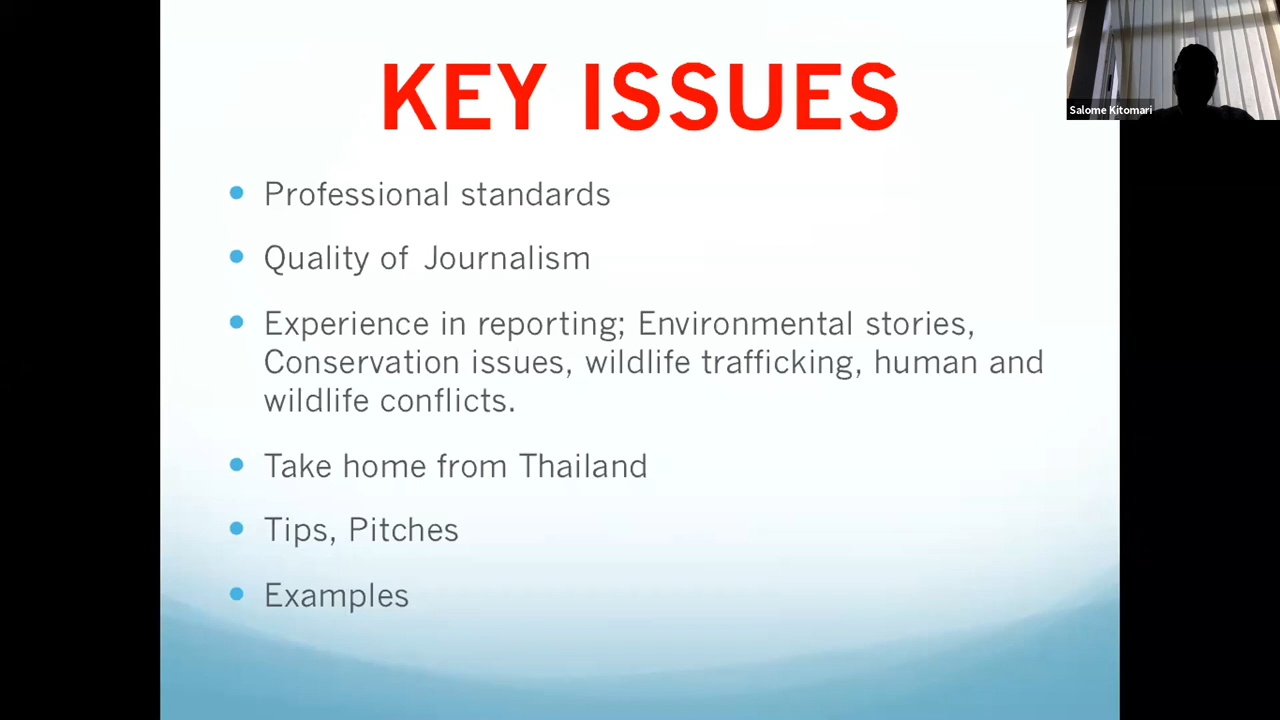 KEY ISSUES
Salome Kitomari
• Professional standards
• Quality of Journalism
• Experience in reporting; Environmental stories,
Conservation issues, wildlife trafficking, human and
wildlife conflicts.
• Take home from Thailand
• Tips, Pitches
• Examples